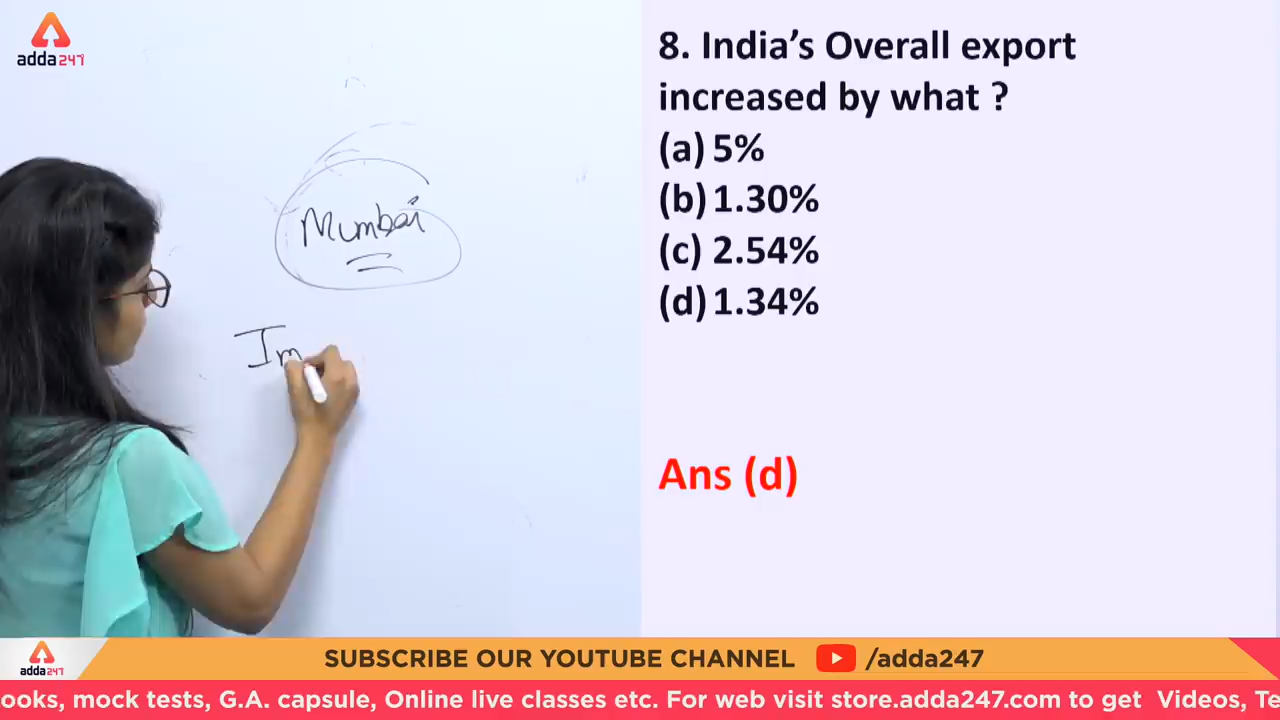 adda247
8. India's Overall export
increased by what ?
(a) 5%
(b) 1.30%
(c) 2.54%
(d) 1.34%
Ans (d)
Mumbai
Im
adda247
SUBSCRIBE OUR YOUTUBE CHANNEL /adda247
ooks, mock tests, G.A. capsule, Online live classes etc. For web visit store.adda247.com to get Videos, Te